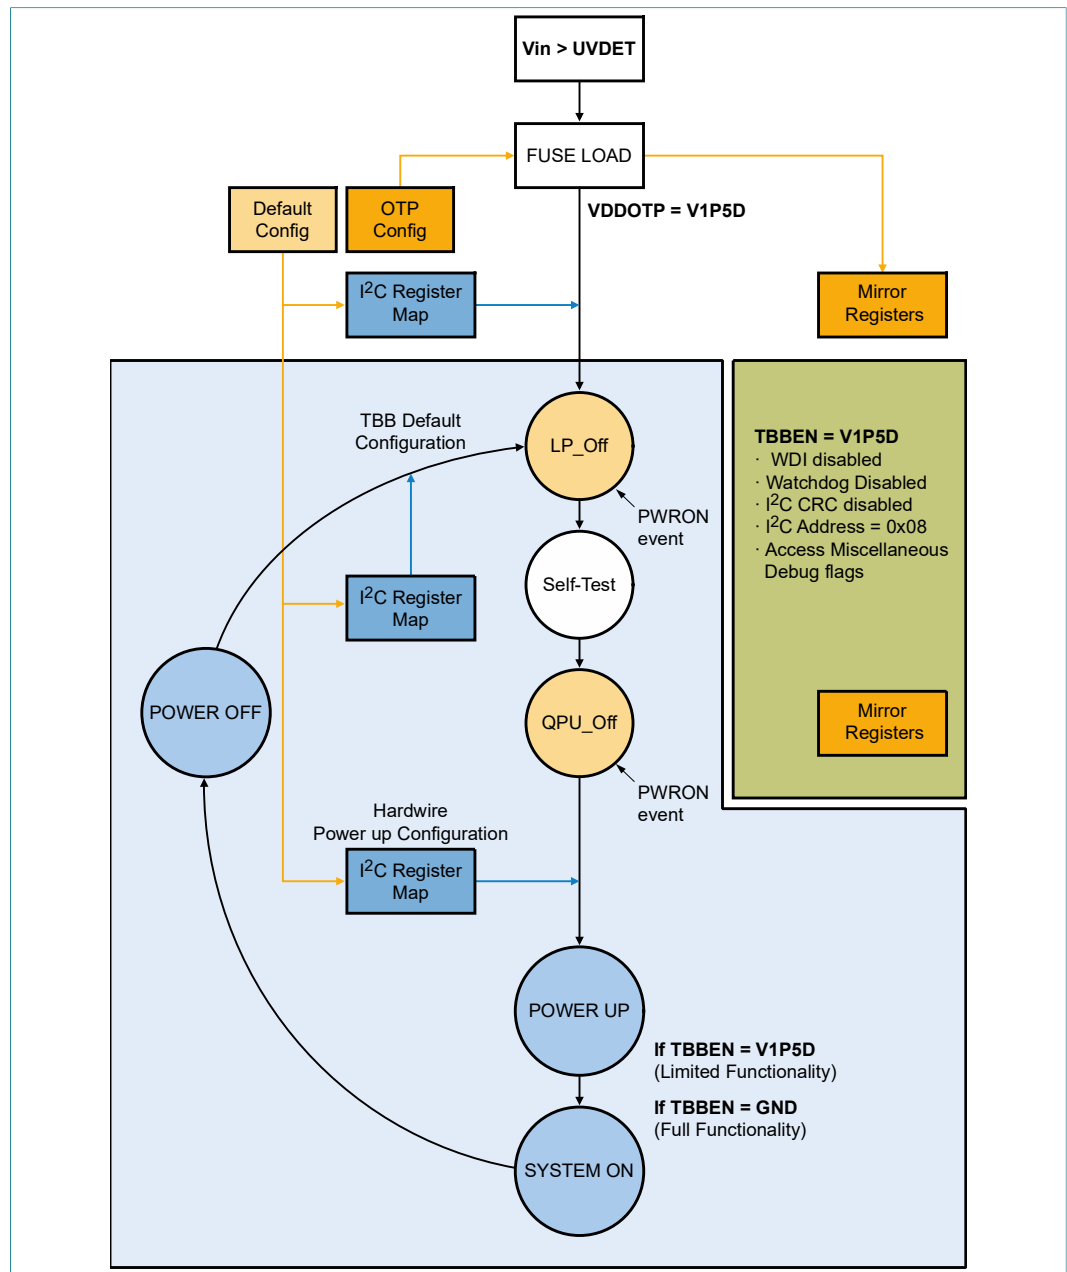 Vin > UVDET
FUSE LOAD
VDDOTP = V1P5D
Default
Config
OTP
Config
I²C Register
Map
Mirror
Registers
TBB Default
Configuration
LP_Off
PWRON
event
TBBEN = V1P5D
· WDI disabled
· Watchdog Disabled
· I²C CRC disabled
· I²C Address = 0x08
· Access Miscellaneous
Debug flags
Self-Test
I²C Register
Map
POWER OFF
QPU_Off
Mirror
Registers
PWRON
event
Hardwire
Power up Configuration
I²C Register
Map
POWER UP
If TBBEN = V1P5D
(Limited Functionality)
If TBBEN = GND
(Full Functionality)
SYSTEM ON